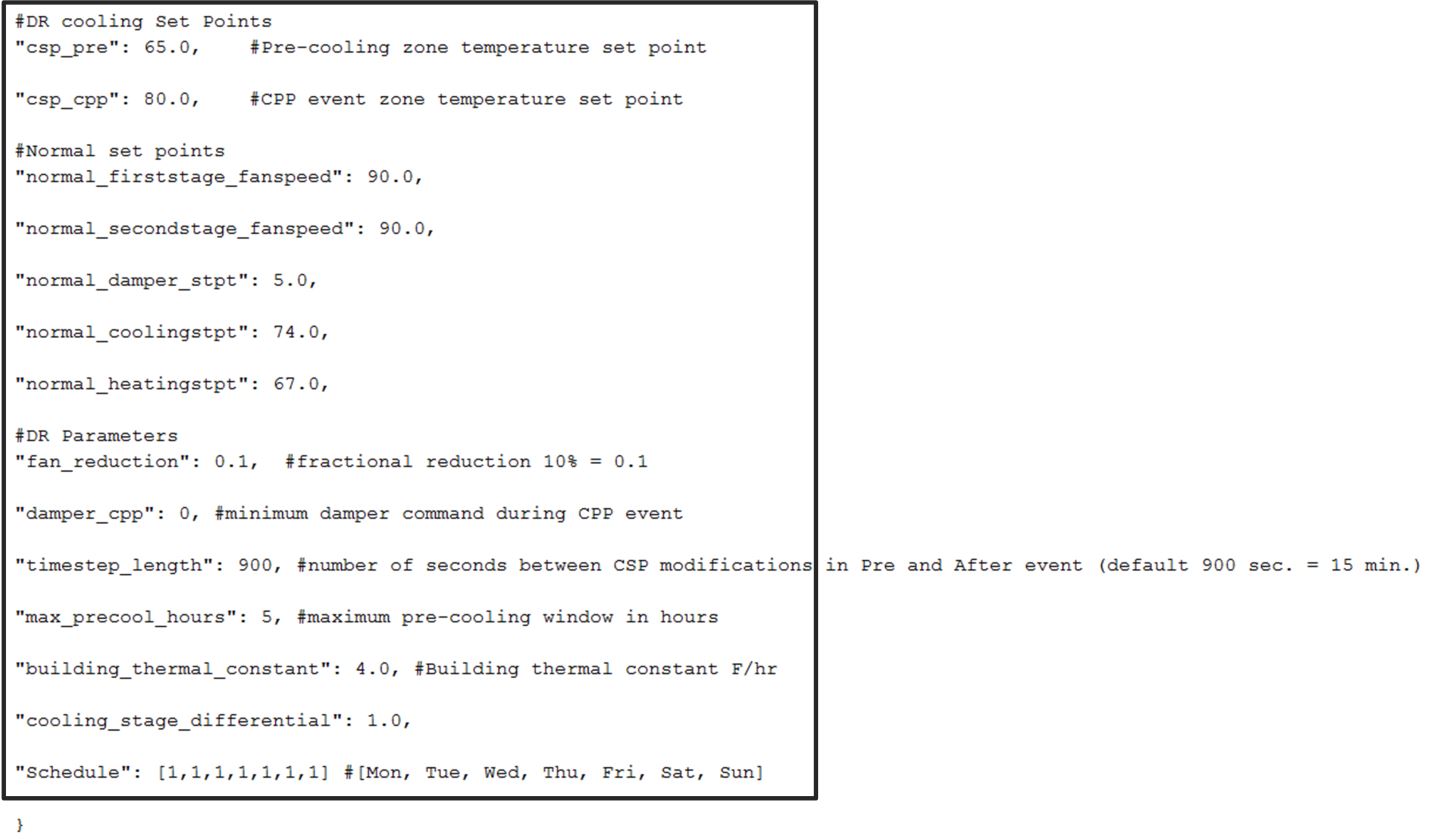 #DR cooling Set Points
"csp_pre": 65.0,    #Pre-cooling zone temperature set point
"csp_cpp": 80.0,    #CPP event zone temperature set point
#Normal set points
"normal_firststage_fanspeed": 90.0,
"normal_secondstage_fanspeed": 90.0,
"normal_damper_stpt": 5.0,
"normal_coolingstpt": 74.0,
"normal_heatingstpt": 67.0,
#DR Parameters
"fan_reduction": 0.1,  #fractional reduction 10% = 0.1
"damper_cpp": 0, #minimum damper command during CPP event
"timestep_length": 900, #number of seconds between CSP modifications in Pre and After event (default 900 sec. = 15 min.)
"max_precool_hours": 5, #maximum pre-cooling window in hours
"building_thermal_constant": 4.0, #Building thermal constant F/hr
"cooling_stage_differential": 1.0,
"Schedule": [1,1,1,1,1,1,1] #[Mon, Tue, Wed, Thu, Fri, Sat, Sun]
}